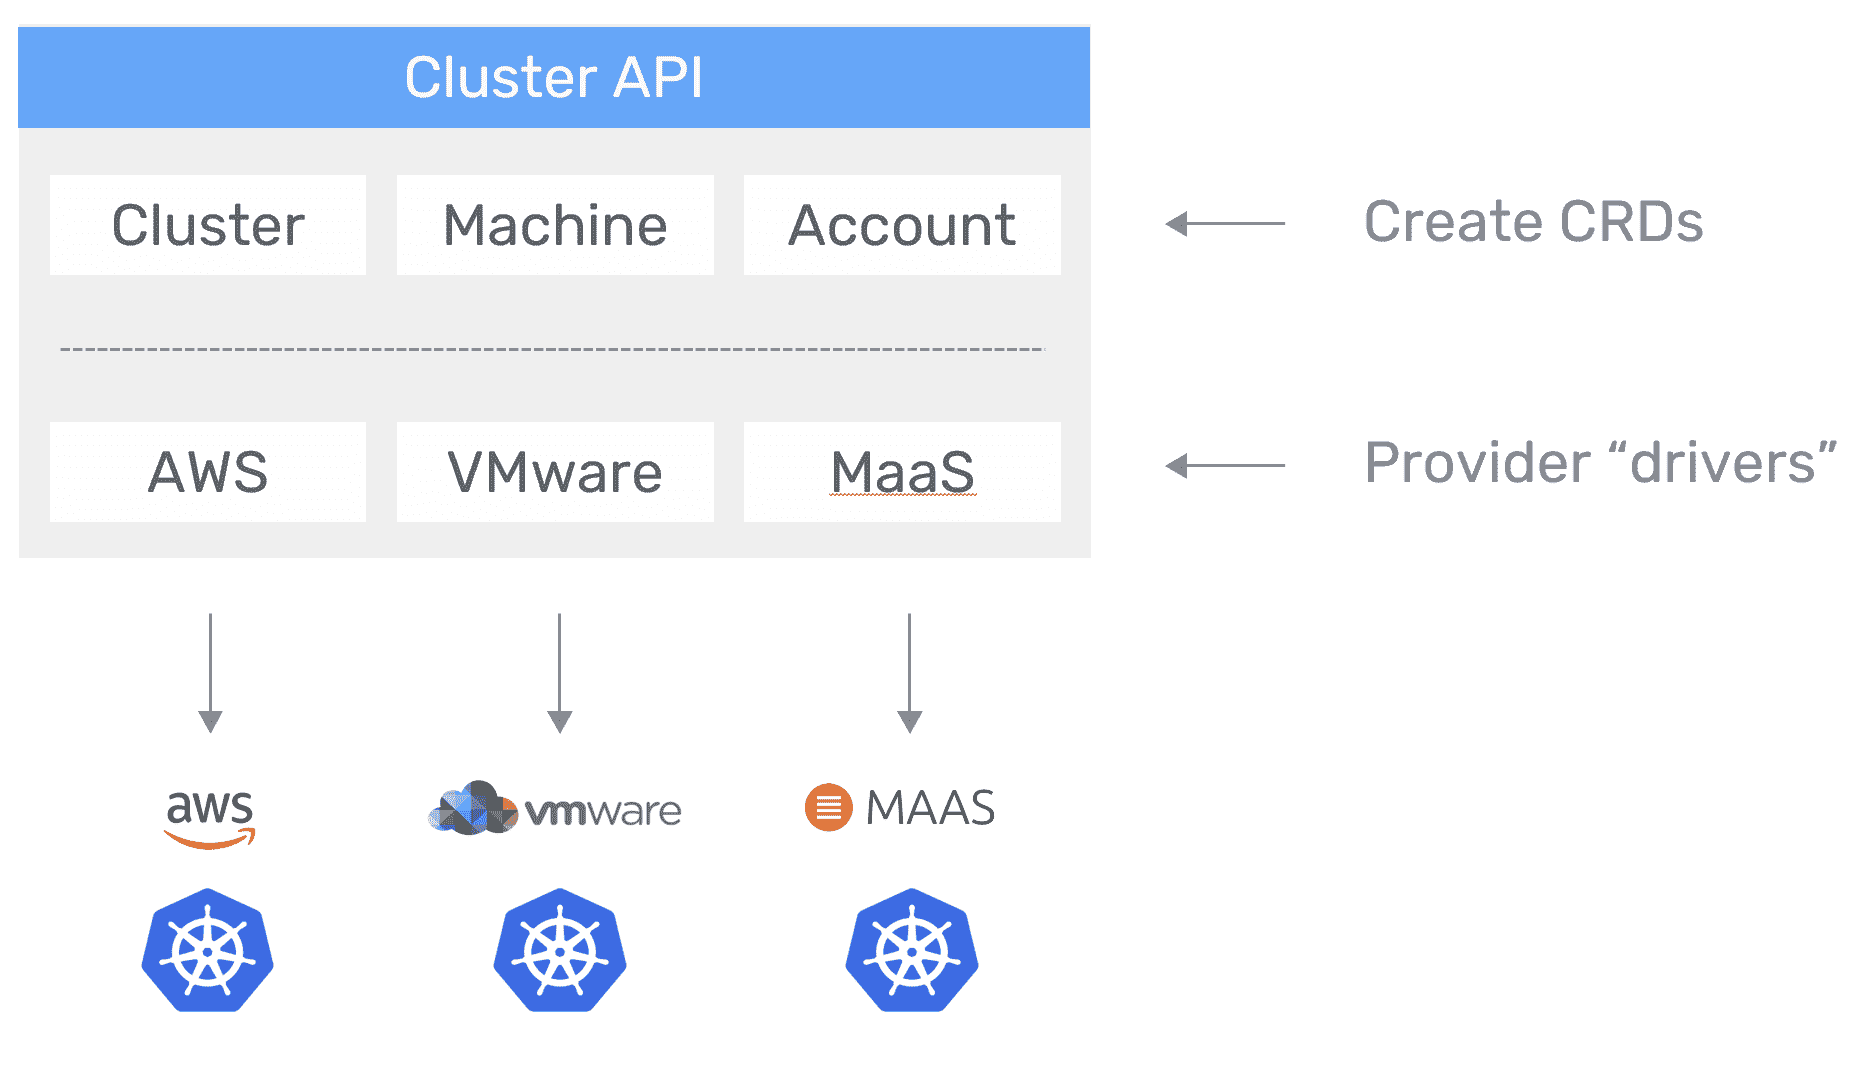 Cluster API
Cluster Machine Account
Create CRDs
AWS VMware MaaS
Provider “drivers”
aws
vmware
MAAS